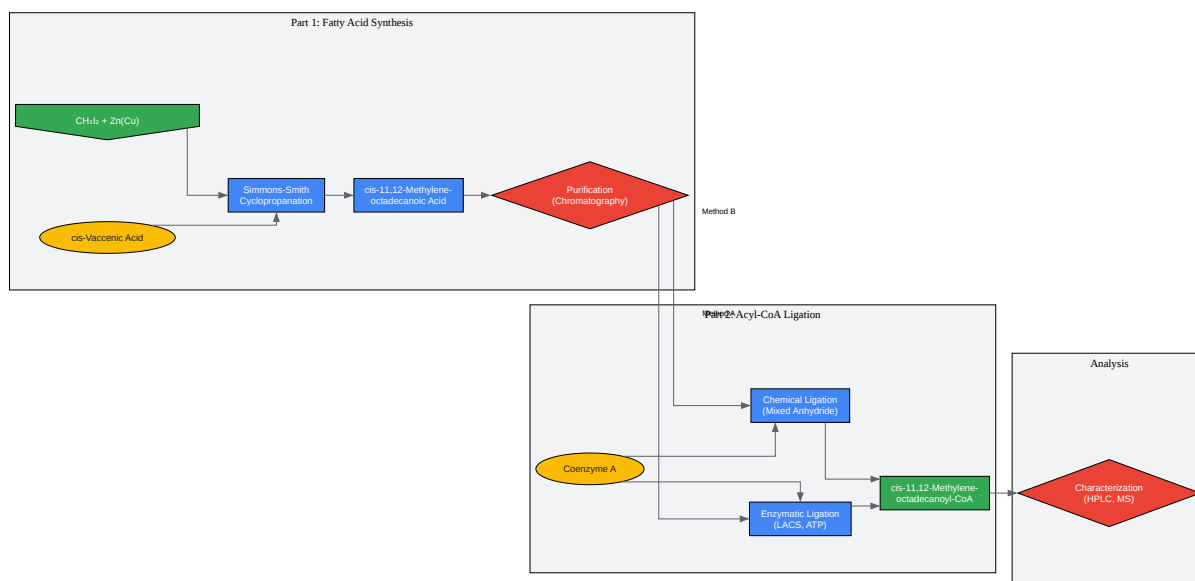 Part 1: Fatty Acid Synthesis
CH₂I₂ + Zn(Cu)
Simmons-Smith
Cyclopropanation
cis-11,12-Methylene-
octadecanoic Acid
Purification
(Chromatography)
cis-Vaccenic Acid
Method B
Method A
Part 2: Acyl-CoA Ligation
Chemical Ligation
(Mixed Anhydride)
Coenzyme A
Enzymatic Ligation
(LACS, ATP)
cis-11,12-Methylene-
octadecanoyl-CoA
Analysis
Characterization
(HPLC, MS)